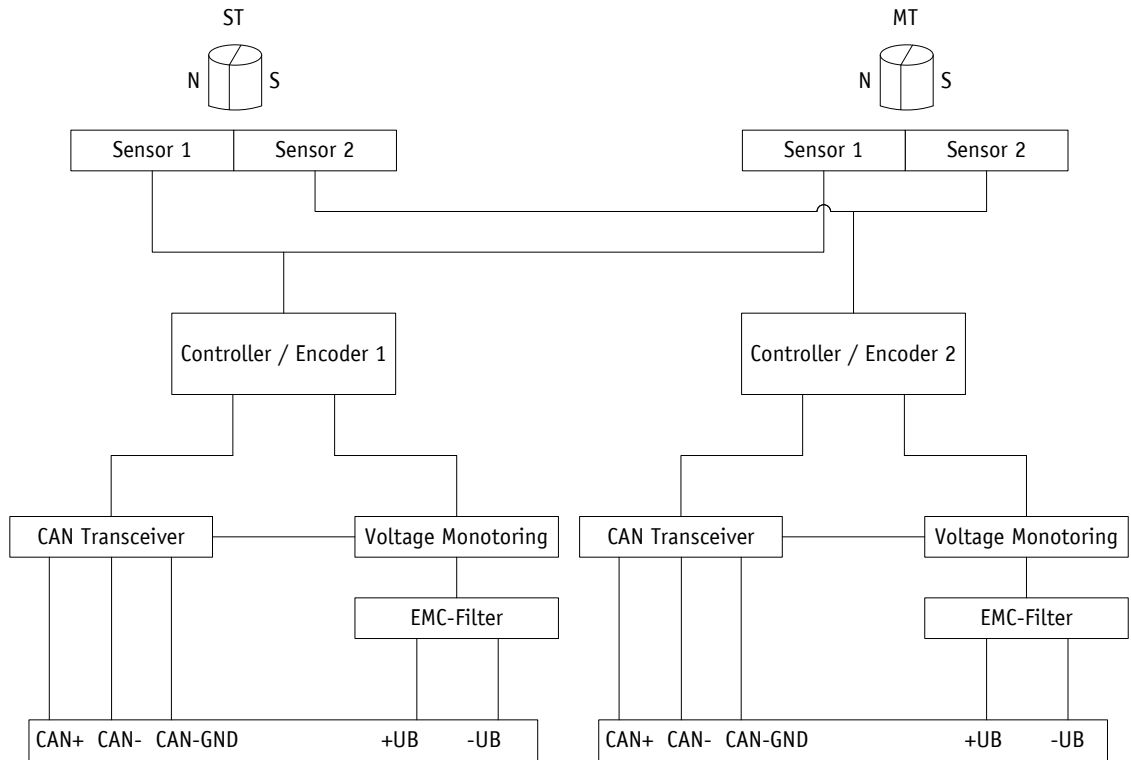 ST MT
N S N S
Sensor 1 Sensor 2 Sensor 1 Sensor 2
Controller / Encoder 1 Controller / Encoder 2
CAN Transceiver Voltage Monotoring CAN Transceiver Voltage Monotoring
EMC-Filter EMC-Filter
CAN+ CAN- CAN-GND +UB -UB CAN+ CAN- CAN-GND +UB -UB